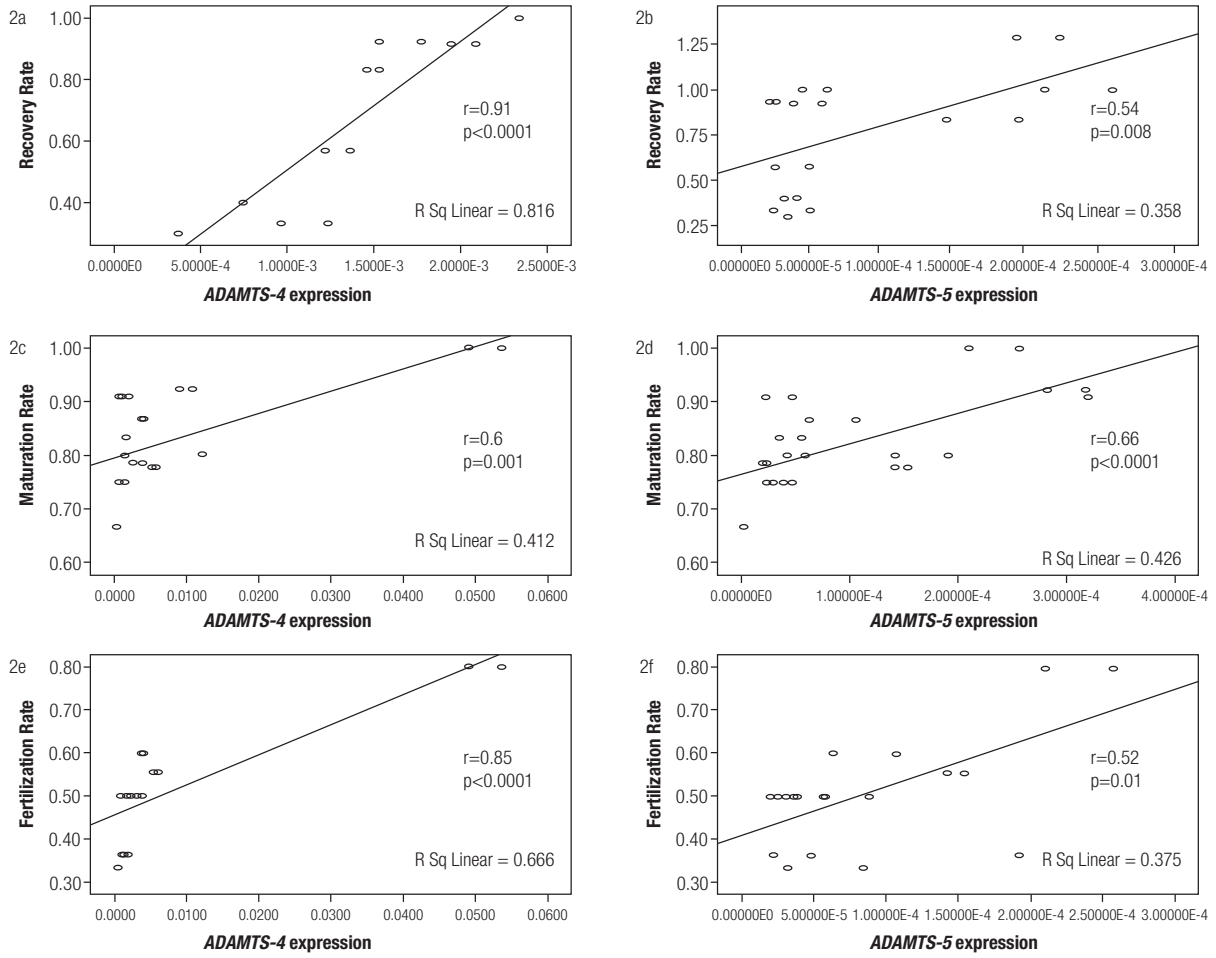 2a
Recovery Rate
1.00
0.80
0.60
0.40
r=0.91
p<0.0001
R Sq Linear = 0.816
0.0000E0 5.0000E-4 1.0000E-3 1.5000E-3 2.0000E-3 2.5000E-3
ADAMTS-4 expression
2b
Recovery Rate
1.25
1.00
0.75
0.50
0.25
r=0.54
p=0.008
R Sq Linear = 0.358
0.00000E0 5.00000E-5 1.00000E-4 1.50000E-4 2.00000E-4 2.50000E-4 3.00000E-4
ADAMTS-5 expression
2c
Maturation Rate
1.00
0.90
0.80
0.70
0.60
r=0.6
p=0.001
R Sq Linear = 0.412
0.0000 0.0100 0.0200 0.0300 0.0400 0.0500 0.0600
ADAMTS-4 expression
2d
Maturation Rate
1.00
0.90
0.80
0.70
0.60
r=0.66
p<0.0001
R Sq Linear = 0.426
0.00000E0 1.00000E-4 2.00000E-4 3.00000E-4 4.00000E-4
ADAMTS-5 expression
2e
Fertilization Rate
0.80
0.70
0.60
0.50
0.40
0.30
r=0.85
p<0.0001
R Sq Linear = 0.666
0.0000 0.0100 0.0200 0.0300 0.0400 0.0500 0.0600
ADAMTS-4 expression
2f
Fertilization Rate
0.80
0.70
0.60
0.50
0.40
0.30
r=0.52
p=0.01
R Sq Linear = 0.375
0.00000E0 5.00000E-5 1.00000E-4 1.50000E-4 2.00000E-4 2.50000E-4 3.00000E-4
ADAMTS-5 expression